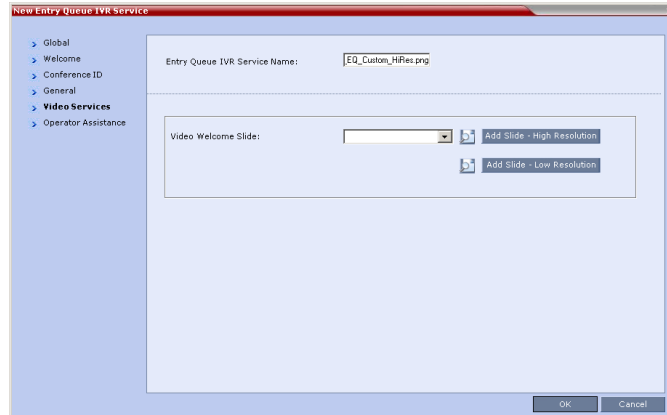 New Entry Queue IVR Service
Global
Welcome
Conference ID
General
Video Services
Operator Assistance
Entry Queue IVR Service Name: EQ_Custom_HiRes.png
Video Welcome Slide: Add Slide - High Resolution
Add Slide - Low Resolution
OK Cancel